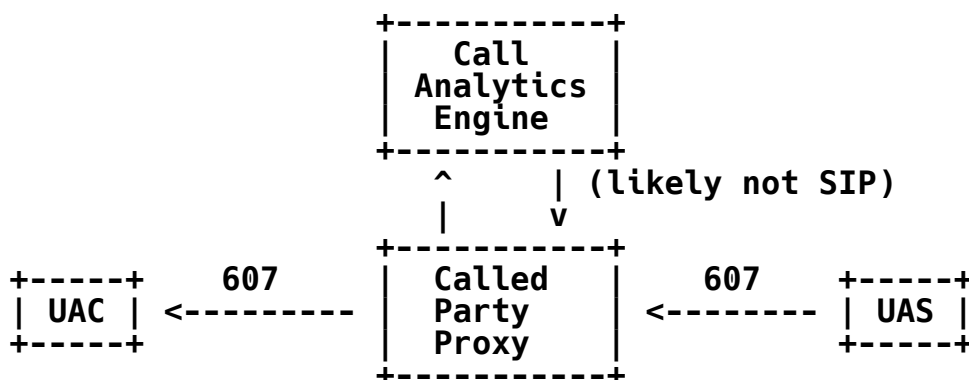 +-----------+
|   Call    |
| Analytics |
|  Engine   |
+-----------+
^     | (likely not SIP)
|     v
+-----------+
+-----+    607     |  Called   |    607    +-----+
| UAC | <--------- |  Party    | <-------- | UAS |
+-----+            |  Proxy    |           +-----+
+-----------+